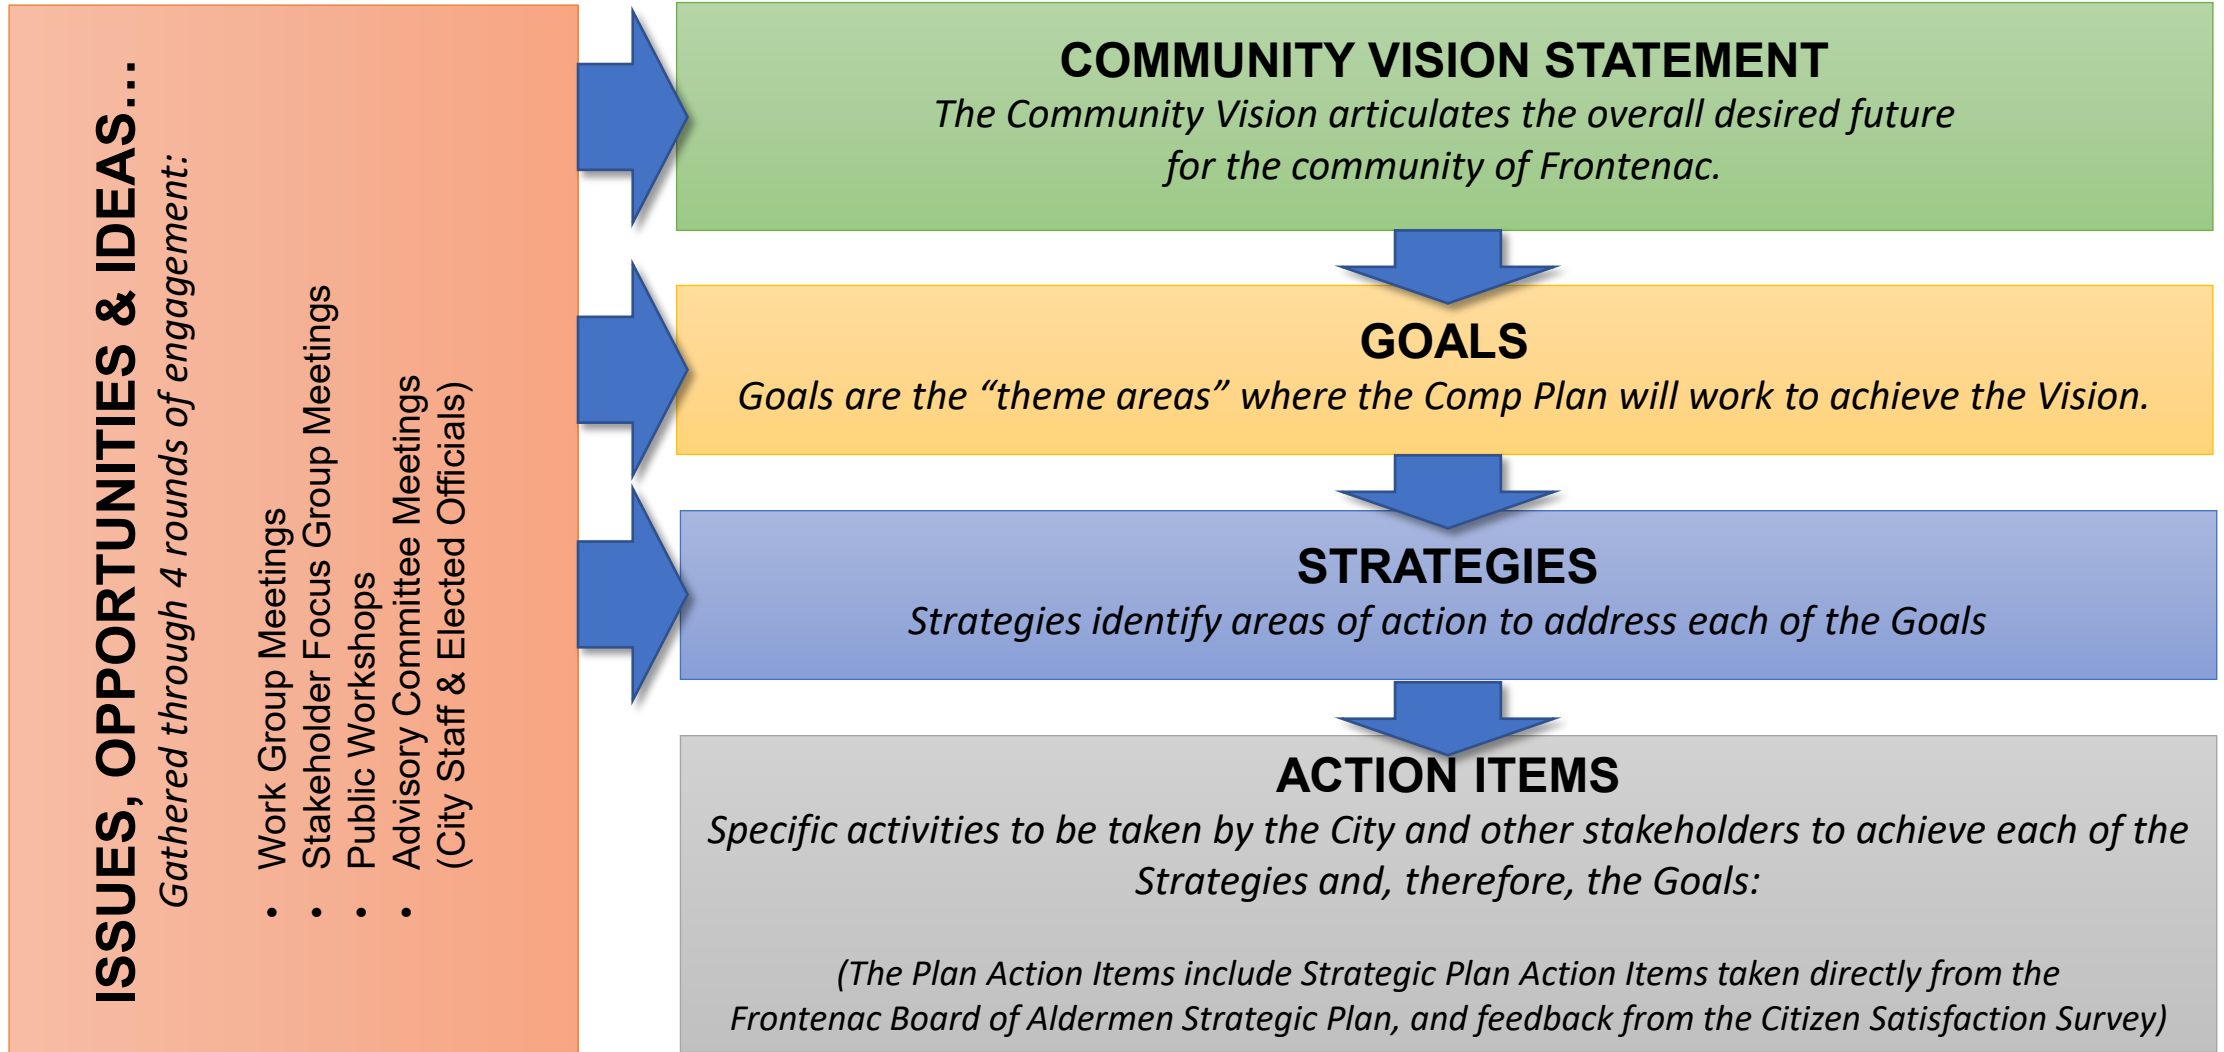 ISSUES, OPPORTUNITIES & IDEAS...
Gathered through 4 rounds of engagement:
• Work Group Meetings
• Stakeholder Focus Group Meetings
• Public Workshops
• Advisory Committee Meetings
(City Staff & Elected Officials)
COMMUNITY VISION STATEMENT
The Community Vision articulates the overall desired future
for the community of Frontenac.
GOALS
Goals are the “theme areas” where the Comp Plan will work to achieve the Vision.
STRATEGIES
Strategies identify areas of action to address each of the Goals
ACTION ITEMS
Specific activities to be taken by the City and other stakeholders to achieve each of the
Strategies and, therefore, the Goals:
(The Plan Action Items include Strategic Plan Action Items taken directly from the
Frontenac Board of Aldermen Strategic Plan, and feedback from the Citizen Satisfaction Survey)